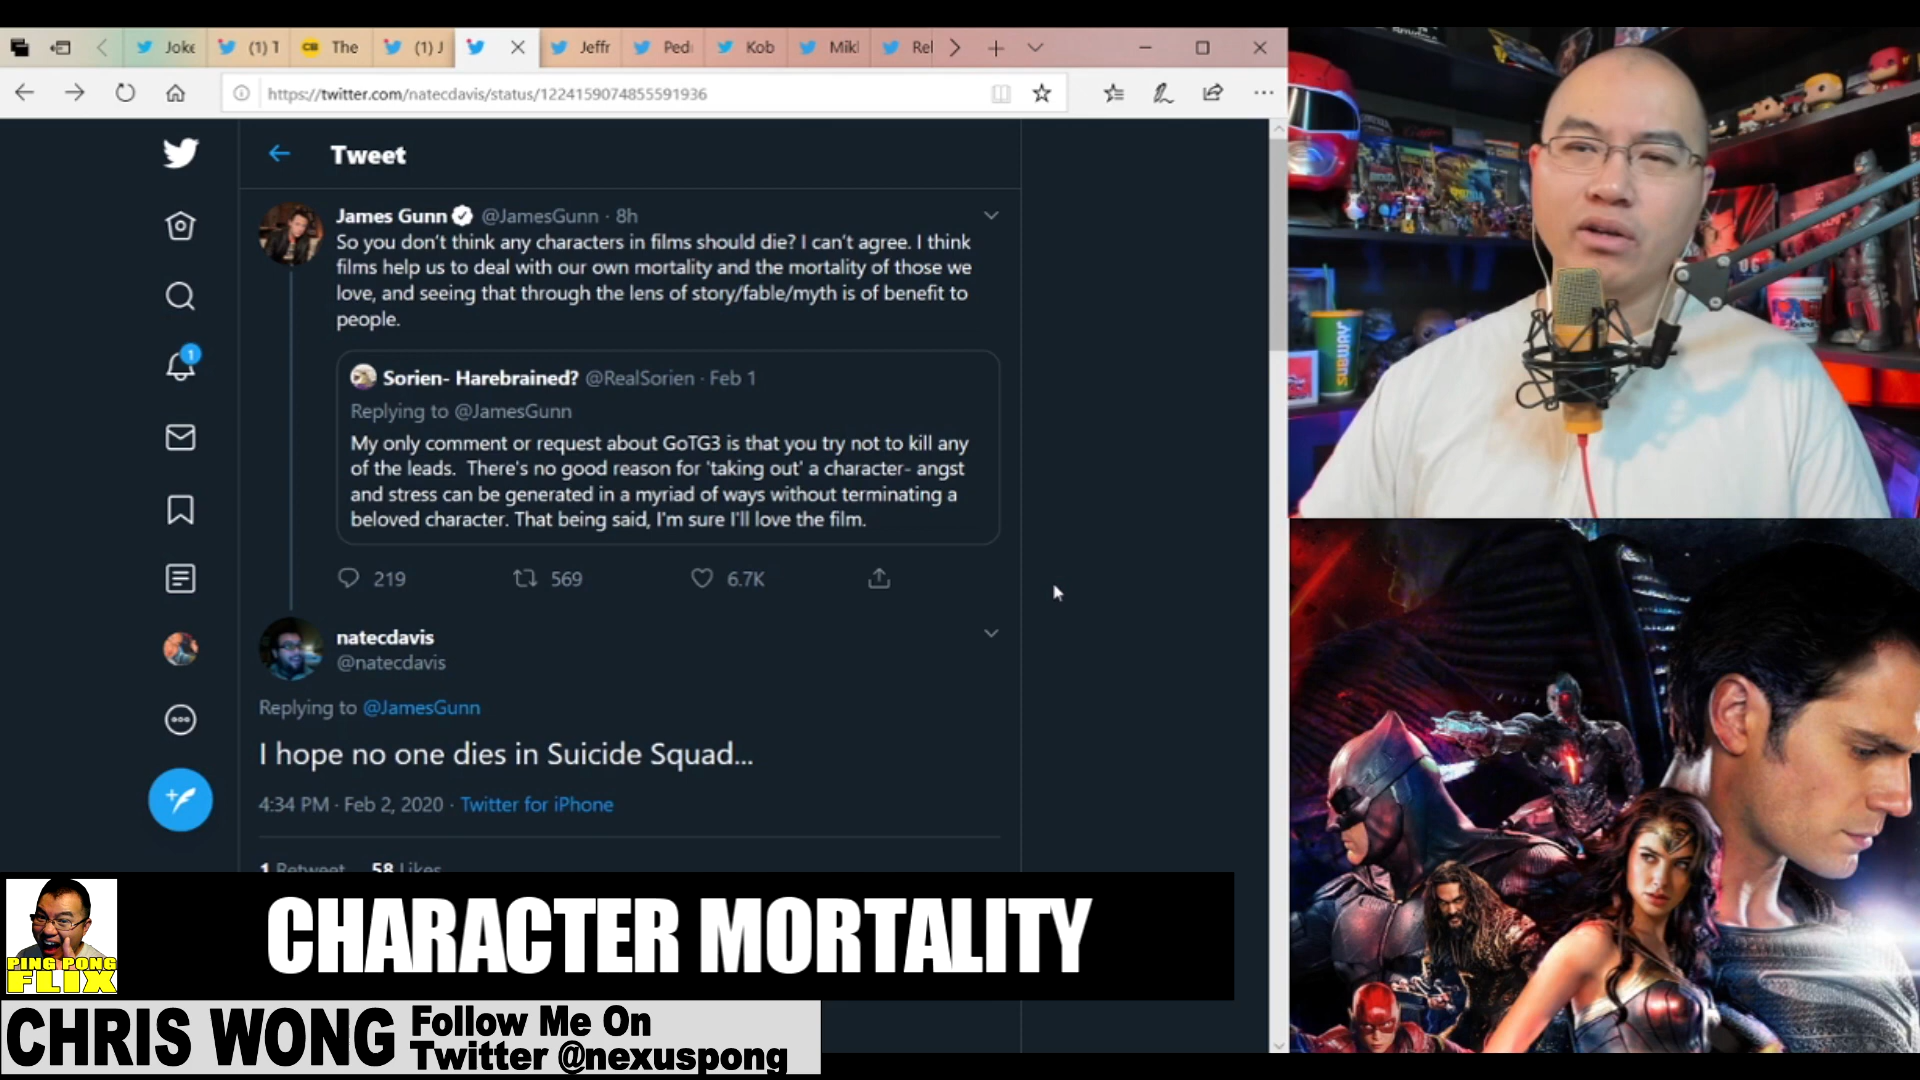 Joke
(1) T
CB The
(1) J
Jeffr
Ped
Kob
Mikl
Rel
https://twitter.com/natecdavis/status/1224159074855591936
Tweet
James Gunn @JamesGunn · 8h
So you don't think any characters in films should die? I can't agree. I think
films help us to deal with our own mortality and the mortality of those we
love, and seeing that through the lens of story/fable/myth is of benefit to
people.
Sorien- Harebrained? @RealSorien · Feb 1
Replying to @JamesGunn
My only comment or request about GoTG3 is that you try not to kill any
of the leads. There's no good reason for 'taking out' a character- angst
and stress can be generated in a myriad of ways without terminating a
beloved character. That being said, I'm sure I'll love the film.
219 569 6.7K
1
natecdavis
@natecdavis
Replying to @JamesGunn
I hope no one dies in Suicide Squad...
4:34 PM · Feb 2, 2020 · Twitter for iPhone
1 Retweet 58 Likes
SUBWAY
PING PONG
FLIX
CHARACTER MORTALITY
CHRIS WONG
Follow Me On
Twitter @nexuspong